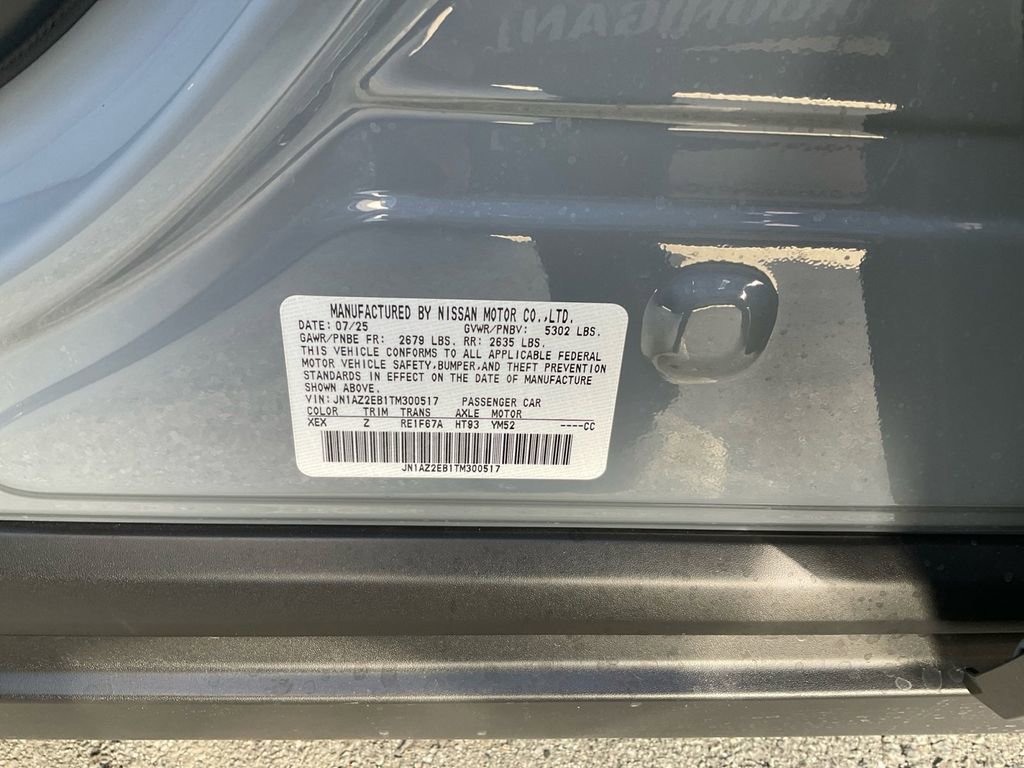 HOONIGAN
MANUFACTURED BY NISSAN MOTOR CO.,LTD.
DATE: 07/25 GVWR/PNBV: 5302 LBS.
GAWR/PNBE FR: 2679 LBS. RR: 2635 LBS.
THIS VEHICLE CONFORMS TO ALL APPLICABLE FEDERAL
MOTOR VEHICLE SAFETY,BUMPER,AND THEFT PREVENTION
STANDARDS IN EFFECT ON THE DATE OF MANUFACTURE
SHOWN ABOVE.
VIN: JN1AZ2EB1TM300517 PASSENGER CAR
COLOR TRIM TRANS AXLE MOTOR
XEX Z RE1F67A HT93 YM52 ----CC
JN1AZ2EB1TM300517